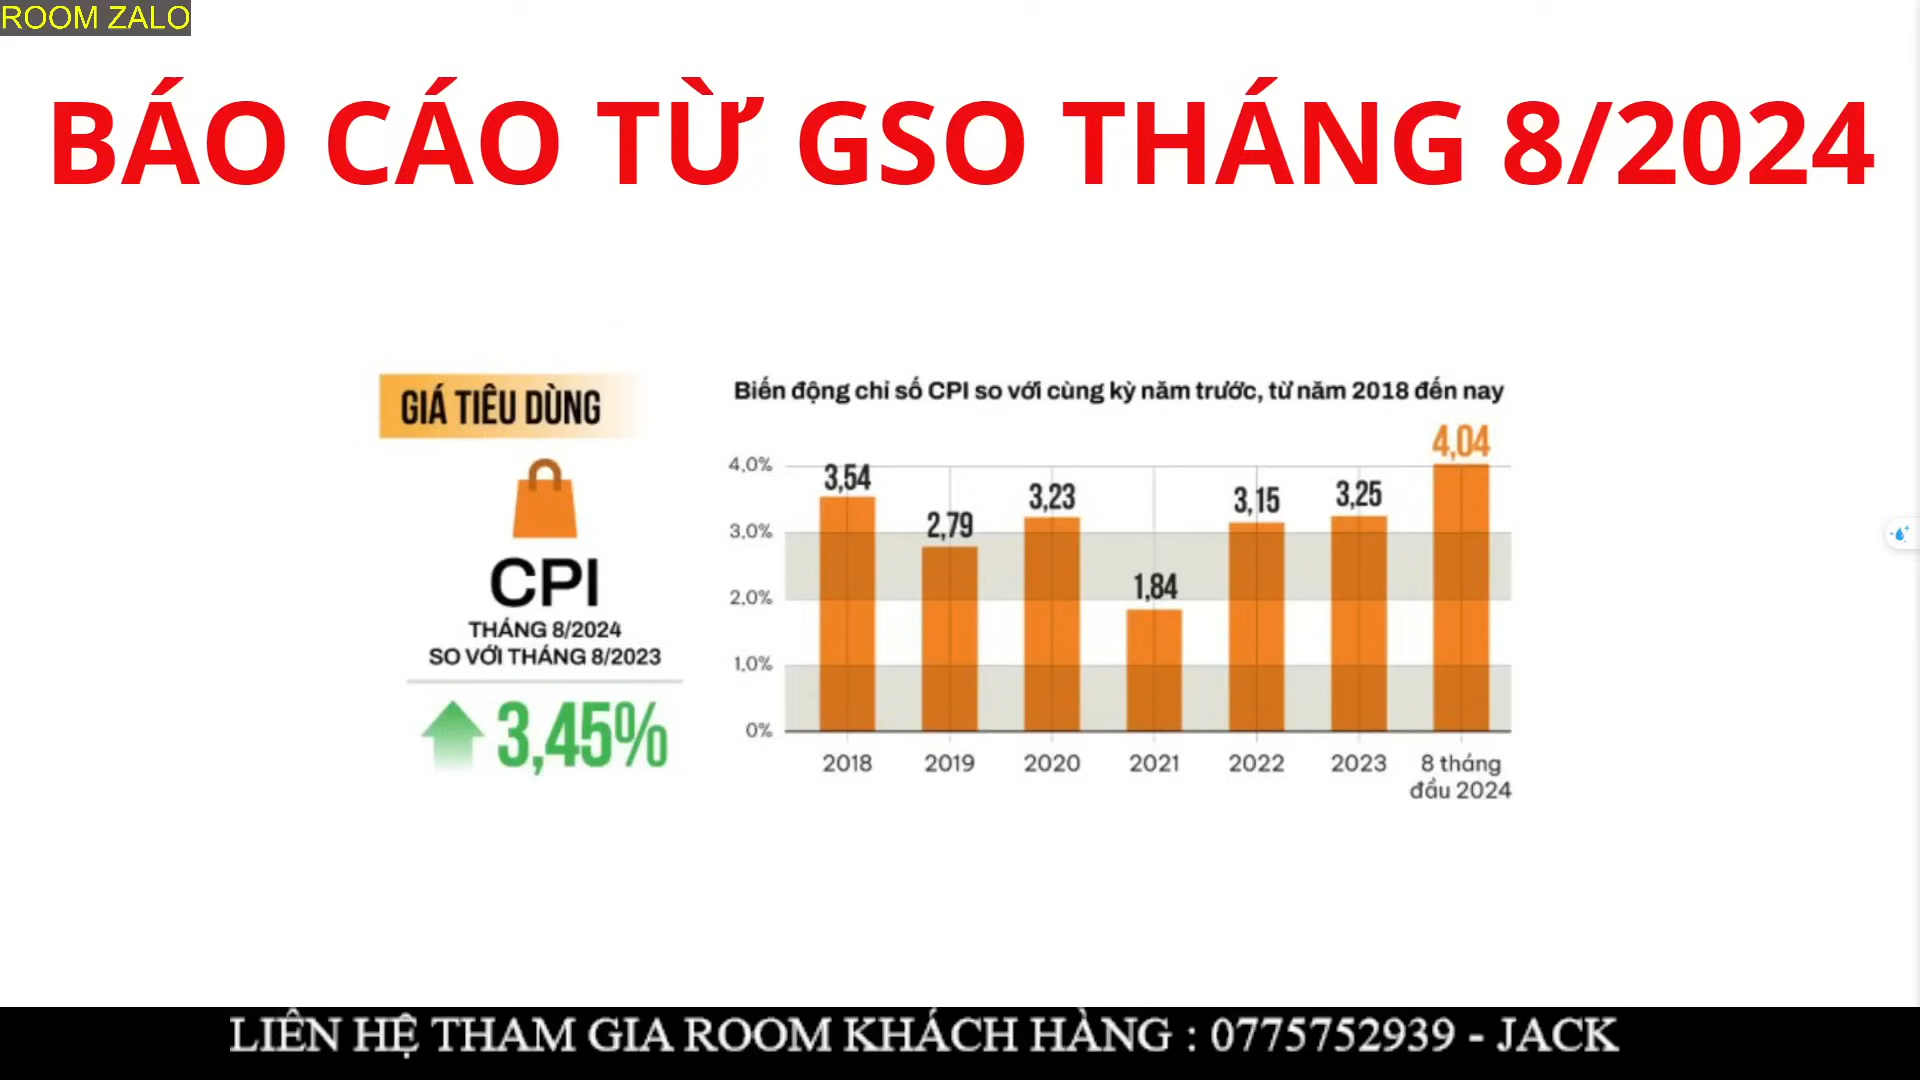 ROOM ZALO
BÁO CÁO TỪ GSO THÁNG 8/2024
GIÁ TIÊU DÙNG
CPI
THÁNG 8/2024
SO VỚI THÁNG 8/2023
3,45%
Biến động chỉ số CPI so với cùng kỳ năm trước, từ năm 2018 đến nay
4,0%
3,0%
2,0%
1,0%
0%
3,54
2,79
3,23
1,84
3,15
3,25
4,04
2018
2019
2020
2021
2022
2023
8 tháng
đầu 2024
LIÊN HỆ THAM GIA ROOM KHÁCH HÀNG : 0775752939 - JACK